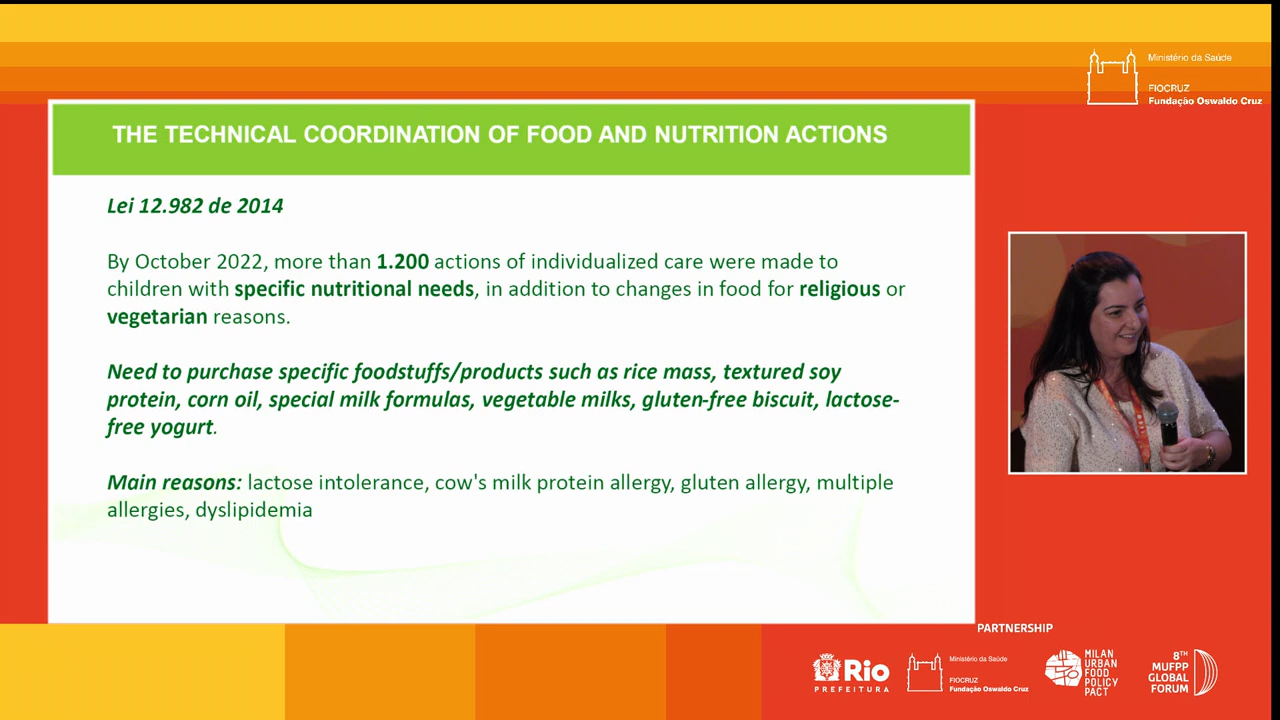 Ministério da Saúde
FIOCRUZ
Fundação Oswaldo Cruz
THE TECHNICAL COORDINATION OF FOOD AND NUTRITION ACTIONS
Lei 12.982 de 2014
By October 2022, more than 1.200 actions of individualized care were made to
children with specific nutritional needs, in addition to changes in food for religious or
vegetarian reasons.
Need to purchase specific foodstuffs/products such as rice mass, textured soy
protein, corn oil, special milk formulas, vegetable milks, gluten-free biscuit, lactose-
free yogurt.
Main reasons: lactose intolerance, cow's milk protein allergy, gluten allergy, multiple
allergies, dyslipidemia
PARTNERSHIP
Rio
PREFEITURA
Ministério da Saúde
FIOCRUZ
Fundação Oswaldo Cruz
MILAN
URBAN
FOOD
POLICY
PACT
8TH
MUFPP
GLOBAL
FORUM